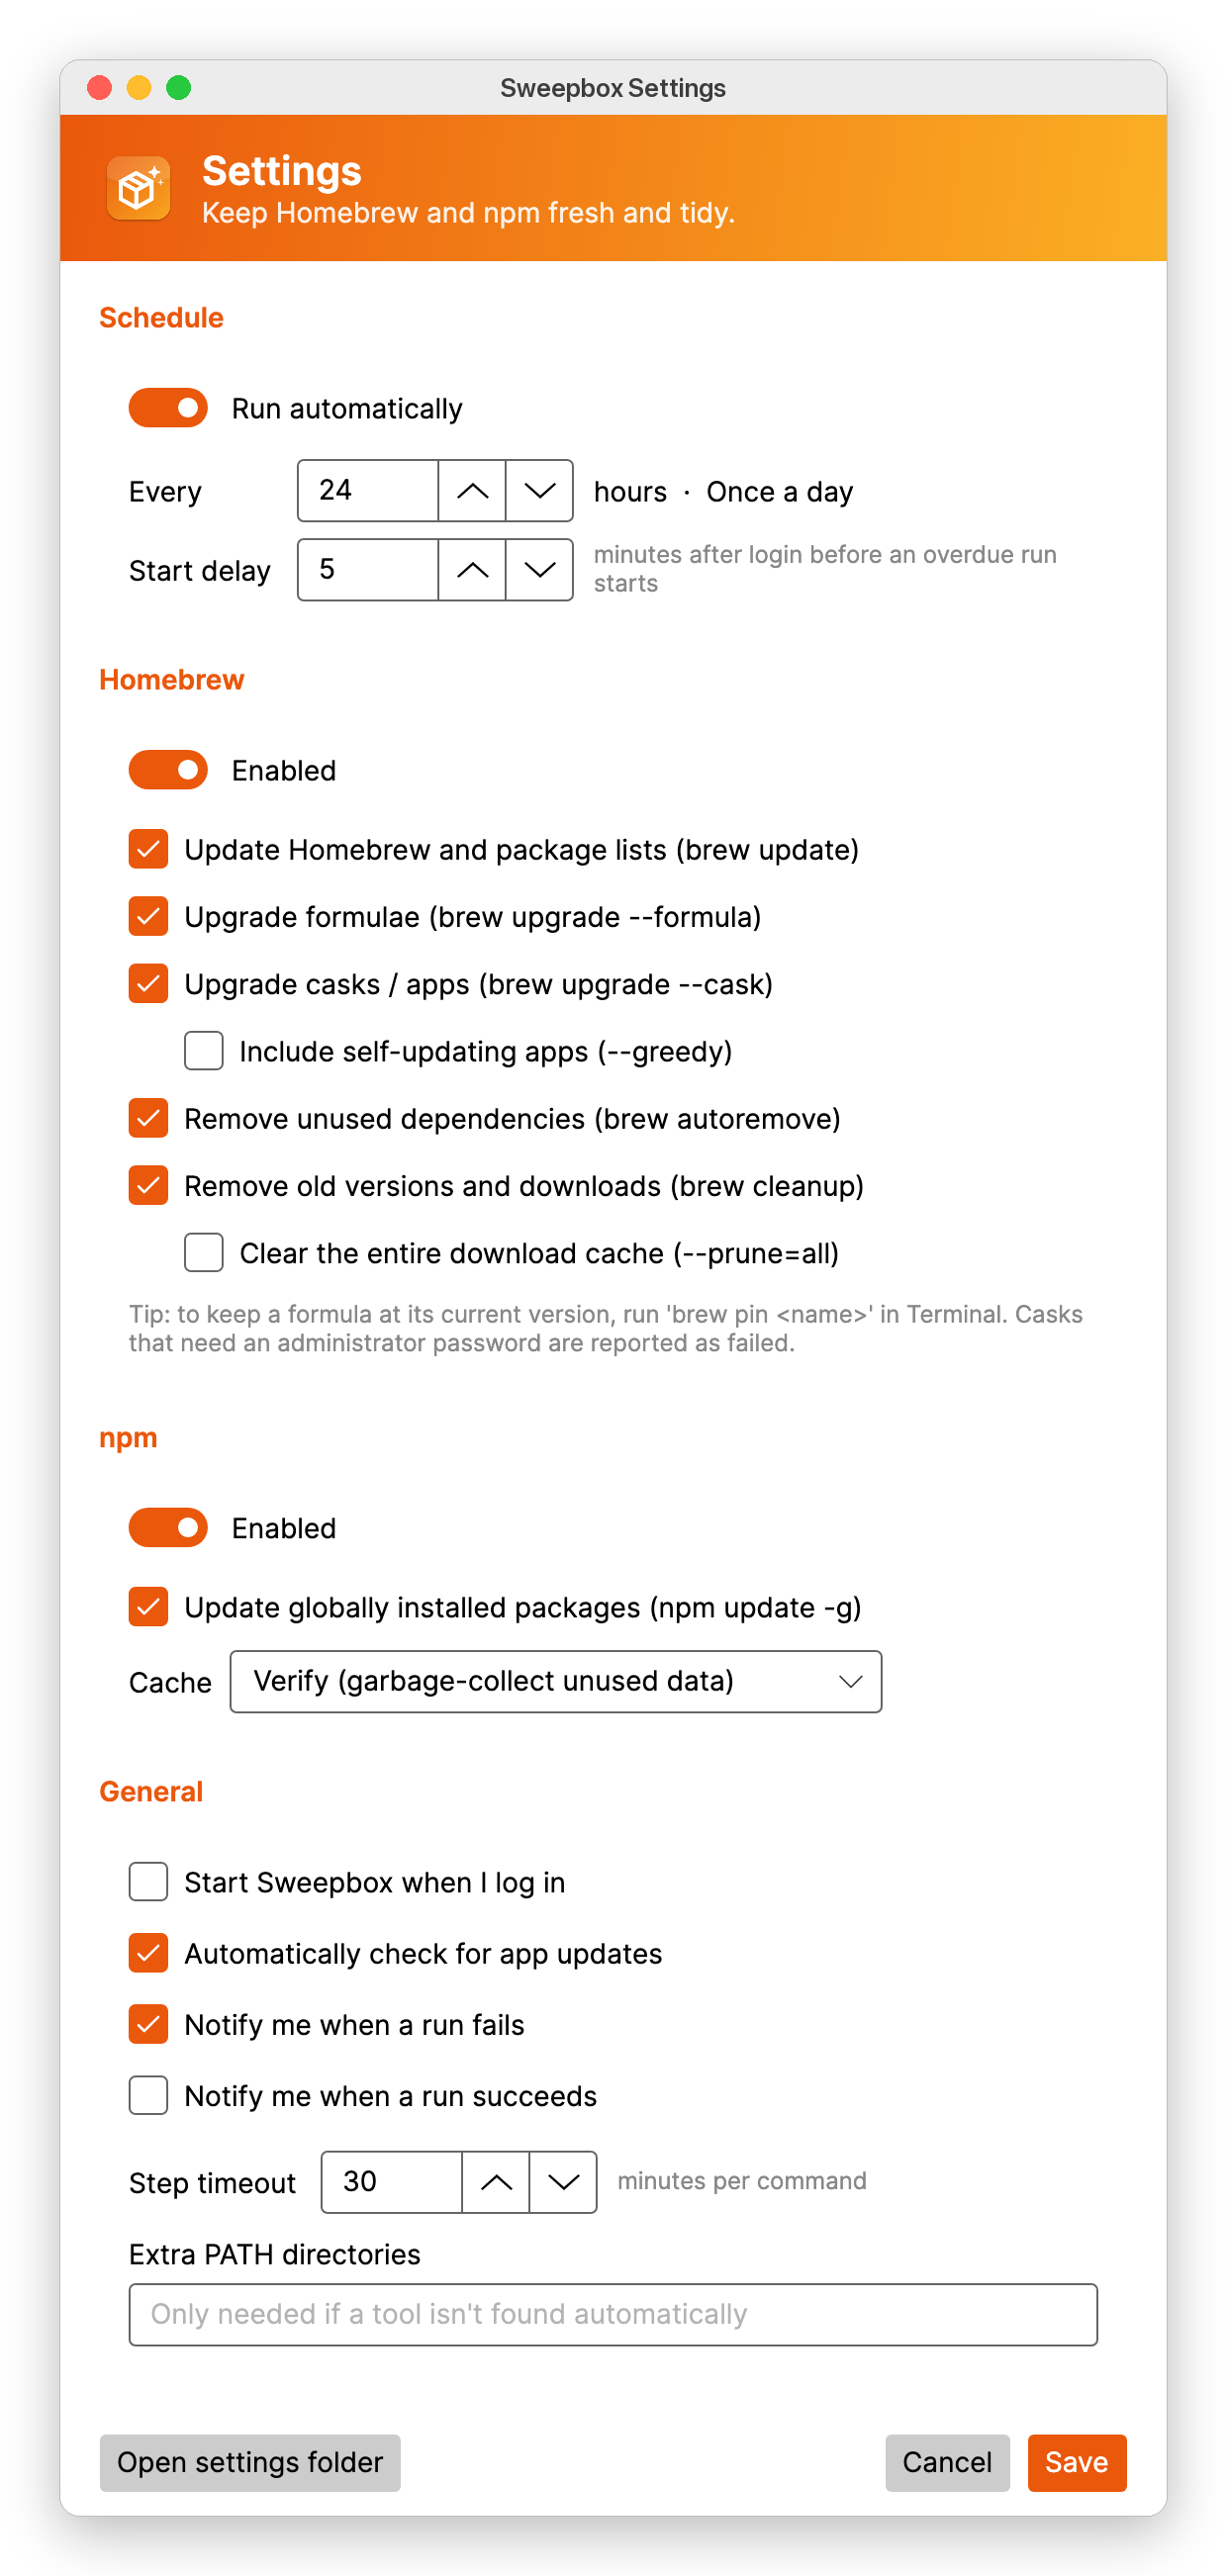 Sweepbox Settings
Settings
Keep Homebrew and npm fresh and tidy.
Schedule
Run automatically
Every 24 hours · Once a day
Start delay 5 minutes after login before an overdue run
starts
Homebrew
Enabled
Update Homebrew and package lists (brew update)
Upgrade formulae (brew upgrade --formula)
Upgrade casks / apps (brew upgrade --cask)
Include self-updating apps (--greedy)
Remove unused dependencies (brew autoremove)
Remove old versions and downloads (brew cleanup)
Clear the entire download cache (--prune=all)
Tip: to keep a formula at its current version, run 'brew pin <name>' in Terminal. Casks
that need an administrator password are reported as failed.
npm
Enabled
Update globally installed packages (npm update -g)
Cache Verify (garbage-collect unused data)
General
Start Sweepbox when I log in
Automatically check for app updates
Notify me when a run fails
Notify me when a run succeeds
Step timeout 30 minutes per command
Extra PATH directories
Only needed if a tool isn't found automatically
Open settings folder Cancel Save